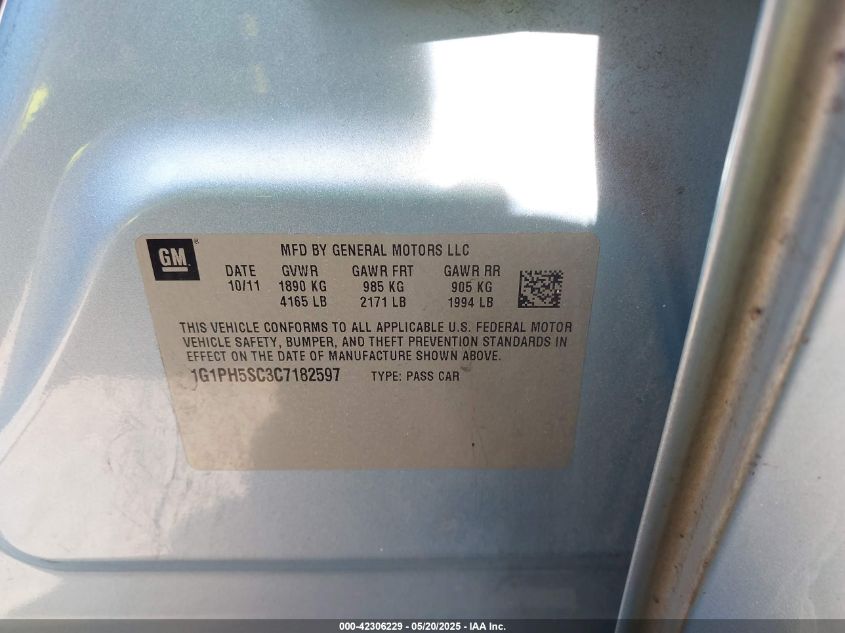 GM
MFD BY GENERAL MOTORS LLC
DATE GVWR GAWR FRT GAWR RR
10/11 1890 KG 985 KG 905 KG
4165 LB 2171 LB 1994 LB
THIS VEHICLE CONFORMS TO ALL APPLICABLE U.S. FEDERAL MOTOR
VEHICLE SAFETY, BUMPER, AND THEFT PREVENTION STANDARDS IN
EFFECT ON THE DATE OF MANUFACTURE SHOWN ABOVE.
1G1PH5SC3C7182597 TYPE: PASS CAR
000-42306229 - 05/20/2025 - IAA Inc.